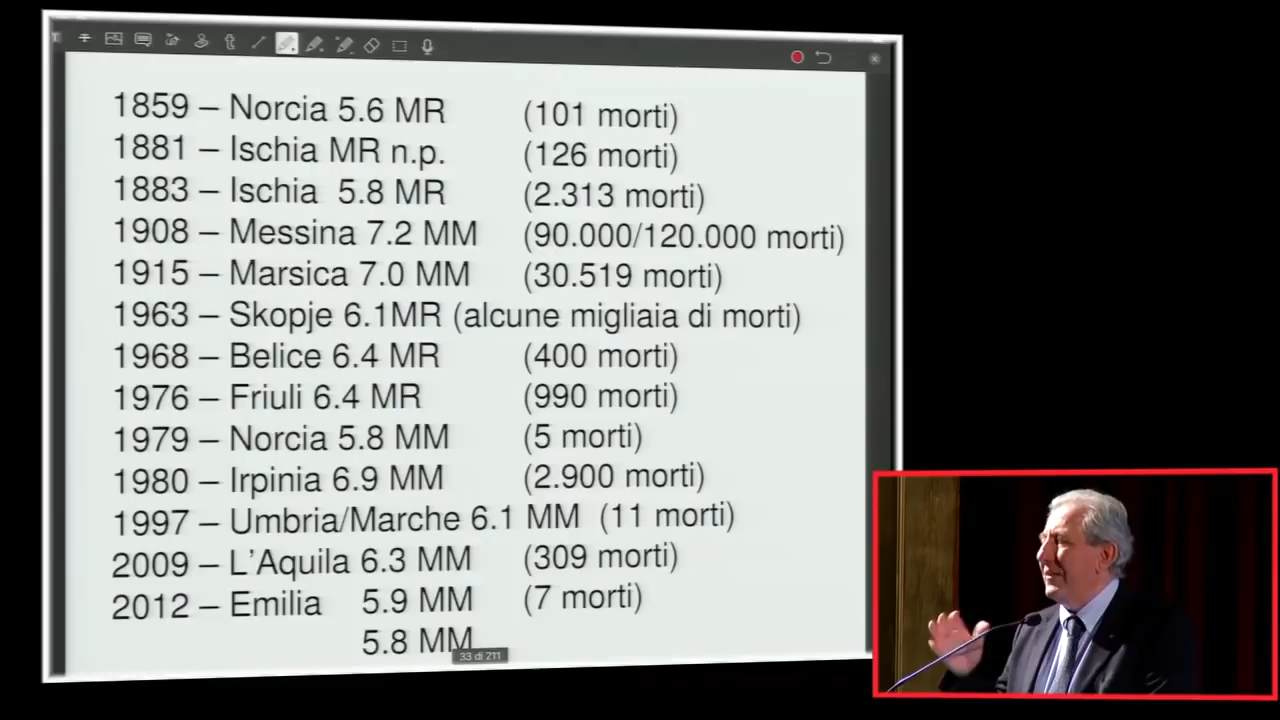 1859 – Norcia 5.6 MR (101 morti)
1881 – Ischia MR n.p. (126 morti)
1883 – Ischia 5.8 MR (2.313 morti)
1908 – Messina 7.2 MM (90.000/120.000 morti)
1915 – Marsica 7.0 MM (30.519 morti)
1963 – Skopje 6.1MR (alcune migliaia di morti)
1968 – Belice 6.4 MR (400 morti)
1976 – Friuli 6.4 MR (990 morti)
1979 – Norcia 5.8 MM (5 morti)
1980 – Irpinia 6.9 MM (2.900 morti)
1997 – Umbria/Marche 6.1 MM (11 morti)
2009 – L'Aquila 6.3 MM (309 morti)
2012 – Emilia 5.9 MM (7 morti)
5.8 MM
33 di 211